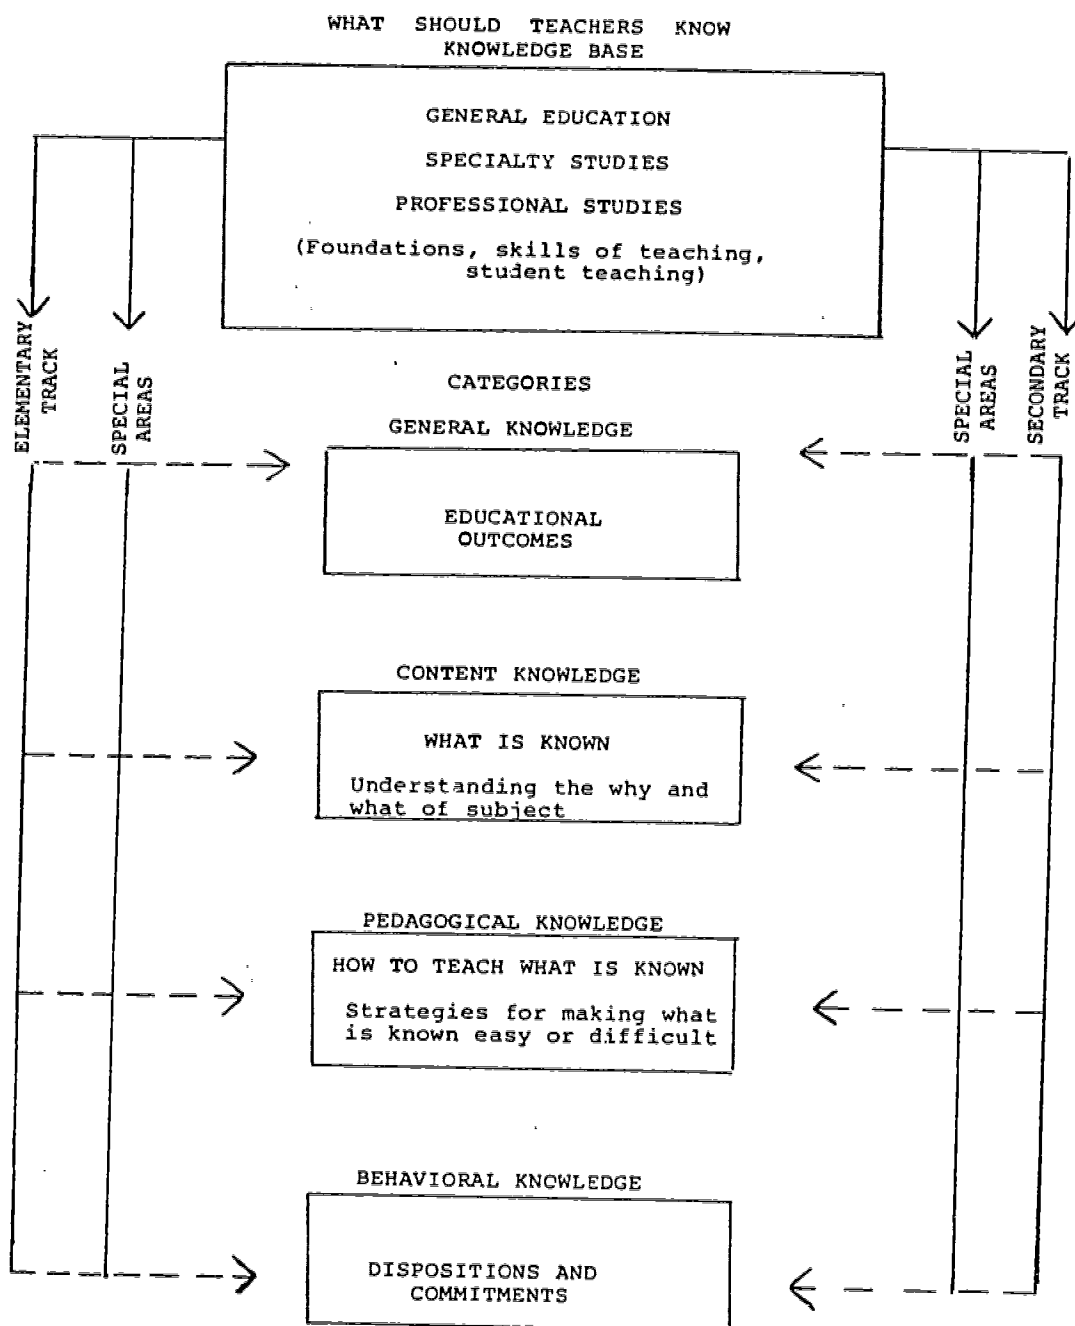 WHAT SHOULD TEACHERS KNOW
KNOWLEDGE BASE
GENERAL EDUCATION
SPECIALTY STUDIES
PROFESSIONAL STUDIES
(Foundations, skills of teaching,
student teaching)
ELEMENTARY
TRACK
SPECIAL
AREAS
SPECIAL
AREAS
SECONDARY
TRACK
CATEGORIES
GENERAL KNOWLEDGE
EDUCATIONAL
OUTCOMES
CONTENT KNOWLEDGE
WHAT IS KNOWN
Understanding the why and
what of subject
PEDAGOGICAL KNOWLEDGE
HOW TO TEACH WHAT IS KNOWN
Strategies for making what
is known easy or difficult
BEHAVIORAL KNOWLEDGE
DISPOSITIONS AND
COMMITMENTS